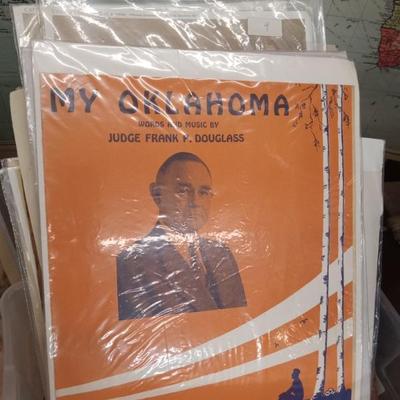 MY OKLAHOMA
WORDS AND MUSIC BY
JUDGE FRANK P. DOUGLASS